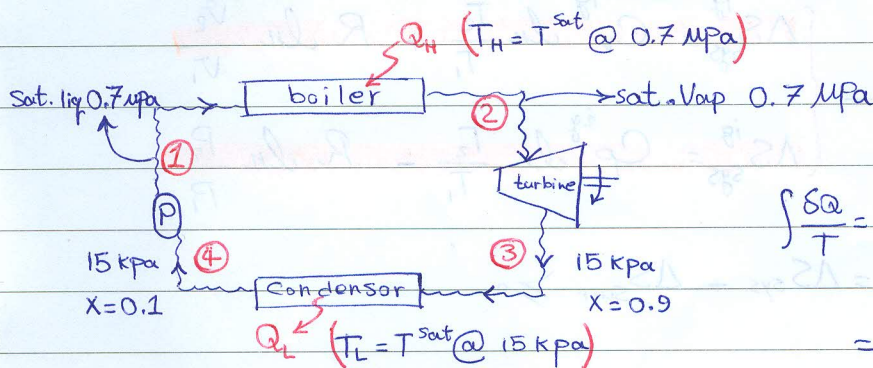 Q_H (T_H = T^sat @ 0.7 MPa)
Sat. liq 0.7 MPa boiler ② sat. Vap 0.7 MPa
① turbine
P ∫ δQ/T =
15 kpa ④ ③ 15 kpa
X=0.1 Condensor X=0.9
Q_L (T_L = T^sat @ 15 kpa) =